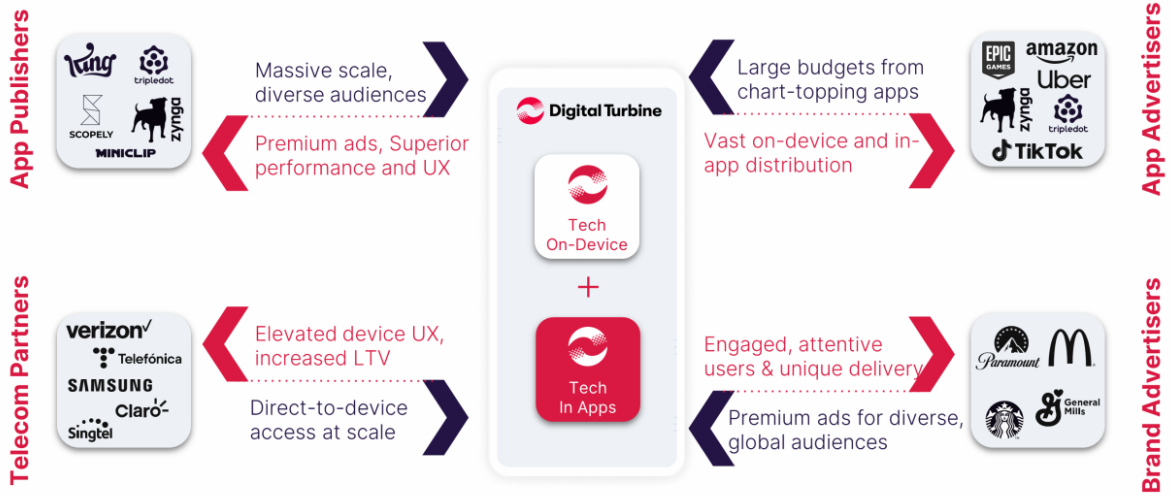 App Publishers
King
tripledot
SCOPELY
zynga
MINICLIP
Massive scale,
diverse audiences
Premium ads, Superior
performance and UX
Digital Turbine
Tech
On-Device
+
Tech
In Apps
Large budgets from
chart-topping apps
Vast on-device and in-
app distribution
App Advertisers
EPIC
GAMES
amazon
Uber
zynga
tripledot
TikTok
Telecom Partners
verizon✓
Telefónica
SAMSUNG
Claro
Singtel
Elevated device UX,
increased LTV
Direct-to-device
access at scale
Engaged, attentive
users & unique delivery
Premium ads for diverse,
global audiences
Brand Advertisers
Paramount
General
Mills